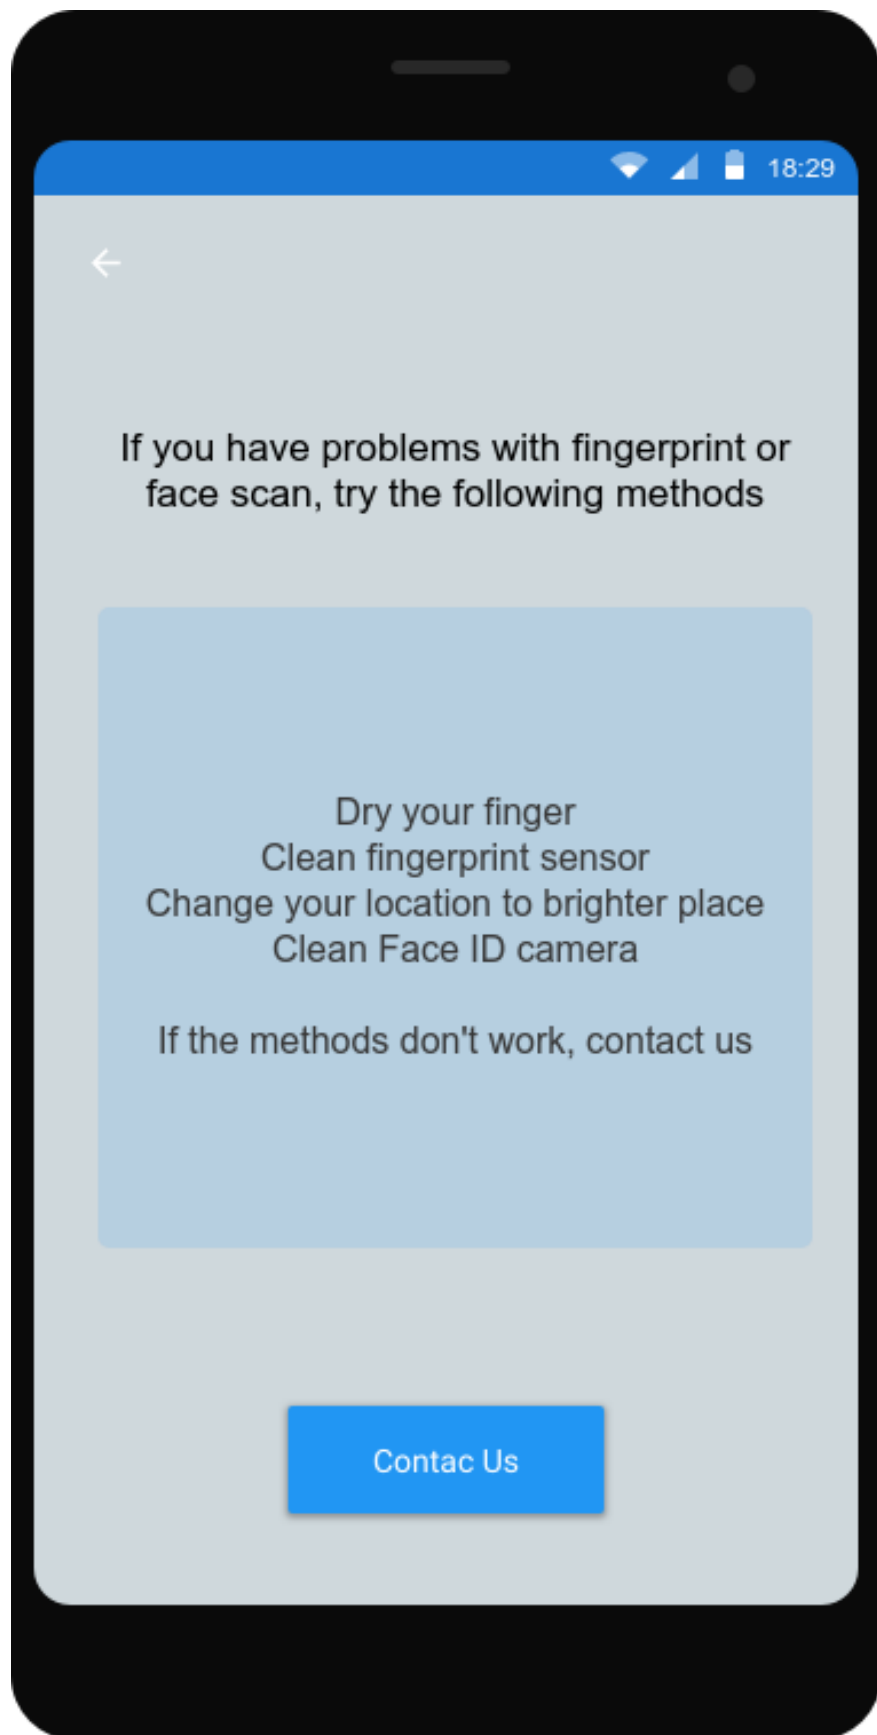 18:29
If you have problems with fingerprint or
face scan, try the following methods
Dry your finger
Clean fingerprint sensor
Change your location to brighter place
Clean Face ID camera
If the methods don't work, contact us
Contac Us